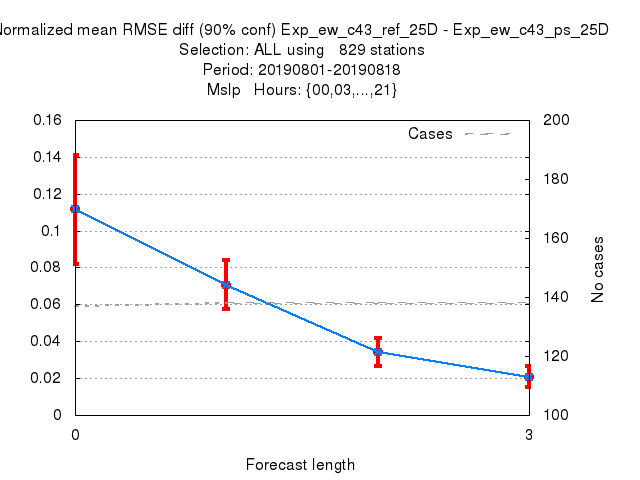 Normalized mean RMSE diff (90% conf) Exp_ew_c43_ref_25D - Exp_ew_c43_ps_25D
Selection: ALL using 829 stations
Period: 20190801-20190818
Mslp Hours: {00,03,...,21}
Cases
0.16
0.14
0.12
0.1
0.08
0.06
0.04
0.02
0
200
180
160
140
120
100
No cases
0
3
Forecast length